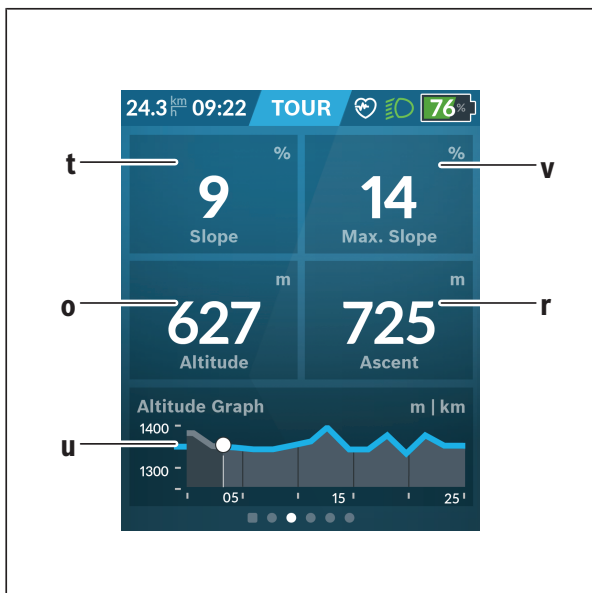 24.3 km/h 09:22 TOUR 76%
t % % v
9 14
Slope Max. Slope
o m m r
627 725
Altitude Ascent
Altitude Graph m | km
1400
u
1300
05 15 25